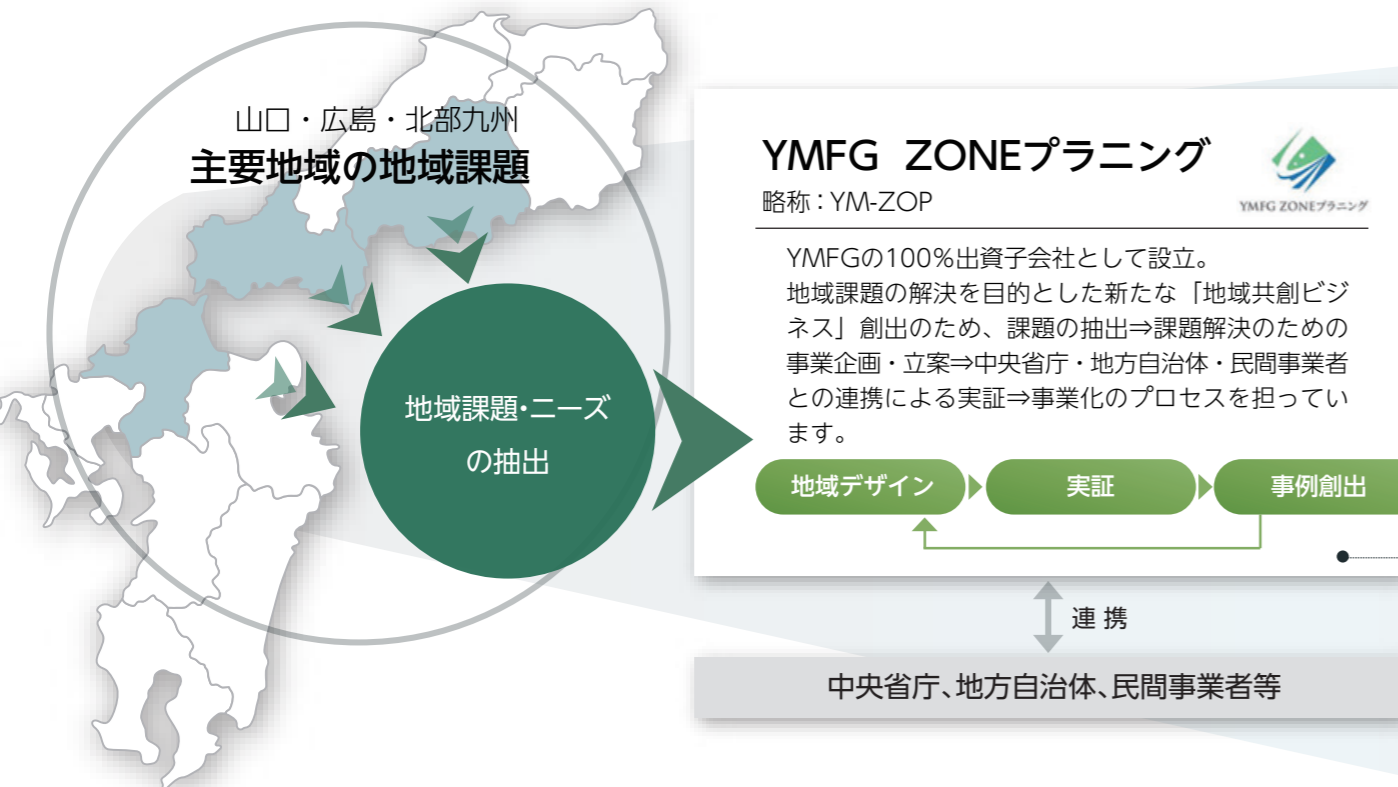 山口・広島・北部九州
主要地域の地域課題
地域課題・ニーズ
の抽出
YMFG ZONEプラニング
略称：YM-ZOP
YMFG ZONEプラニング
YMFGの100%出資子会社として設立。
地域課題の解決を目的とした新たな「地域共創ビジ
ネス」創出のため、課題の抽出⇒課題解決のための
事業企画・立案⇒中央省庁・地方自治体・民間事業者
との連携による実証⇒事業化のプロセスを担ってい
ます。
地域デザイン
実証
事例創出
連 携
中央省庁、地方自治体、民間事業者等